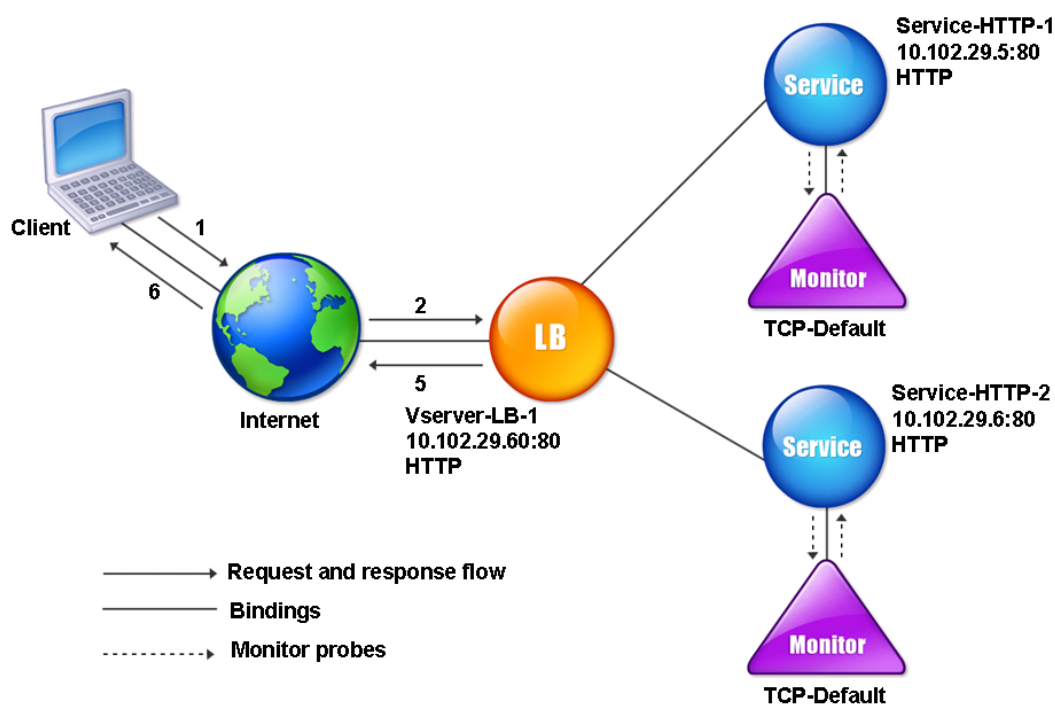 Service-HTTP-1
10.102.29.5:80
HTTP
Service
Client
1
6
Monitor
TCP-Default
2
LB
5
Internet
Vserver-LB-1
10.102.29.60:80
HTTP
Service-HTTP-2
10.102.29.6:80
HTTP
Service
Request and response flow
Bindings
Monitor probes
Monitor
TCP-Default